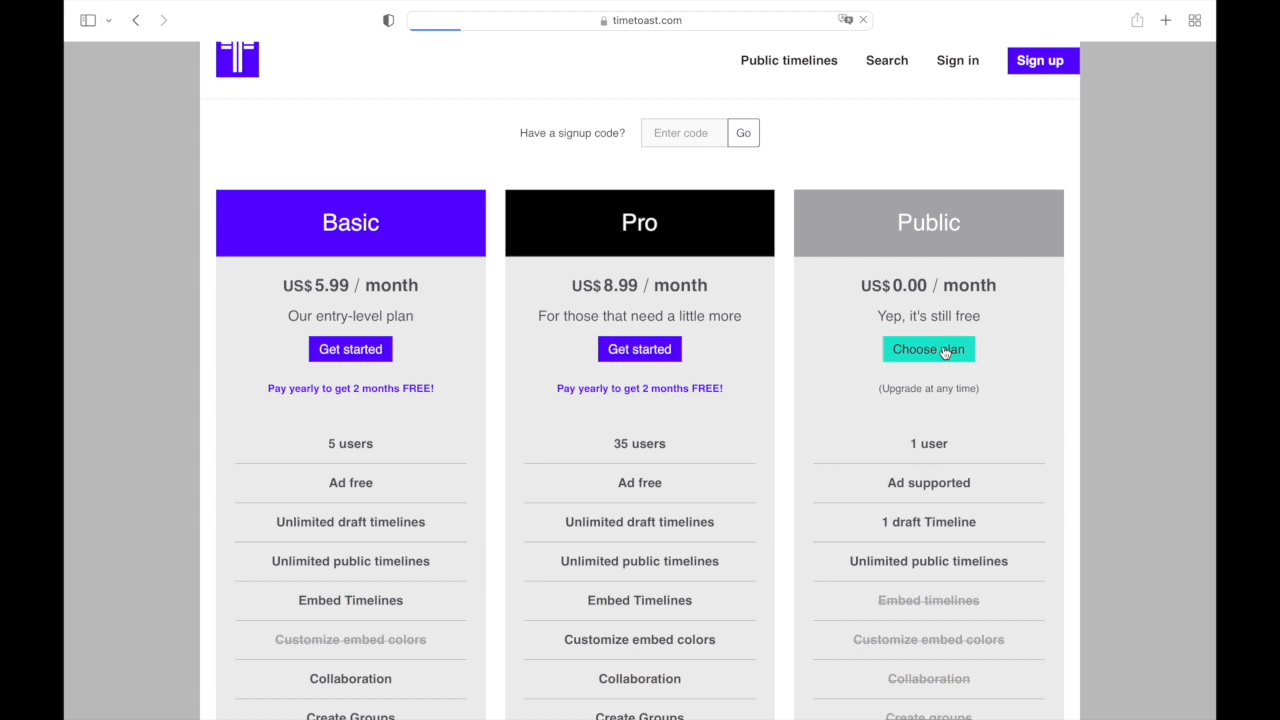 timetoast.com
Public timelines
Search
Sign in
Sign up
Have a signup code?
Enter code
Go
Basic
US$5.99 / month
Our entry-level plan
Get started
Pay yearly to get 2 months FREE!
5 users
Ad free
Unlimited draft timelines
Unlimited public timelines
Embed Timelines
Customize embed colors
Collaboration
Create Groups
Pro
US$8.99 / month
For those that need a little more
Get started
Pay yearly to get 2 months FREE!
35 users
Ad free
Unlimited draft timelines
Unlimited public timelines
Embed Timelines
Customize embed colors
Collaboration
Create Groups
Public
US$0.00 / month
Yep, it's still free
Choose plan
(Upgrade at any time)
1 user
Ad supported
1 draft Timeline
Unlimited public timelines
Embed timelines
Customize embed colors
Collaboration
Create groups